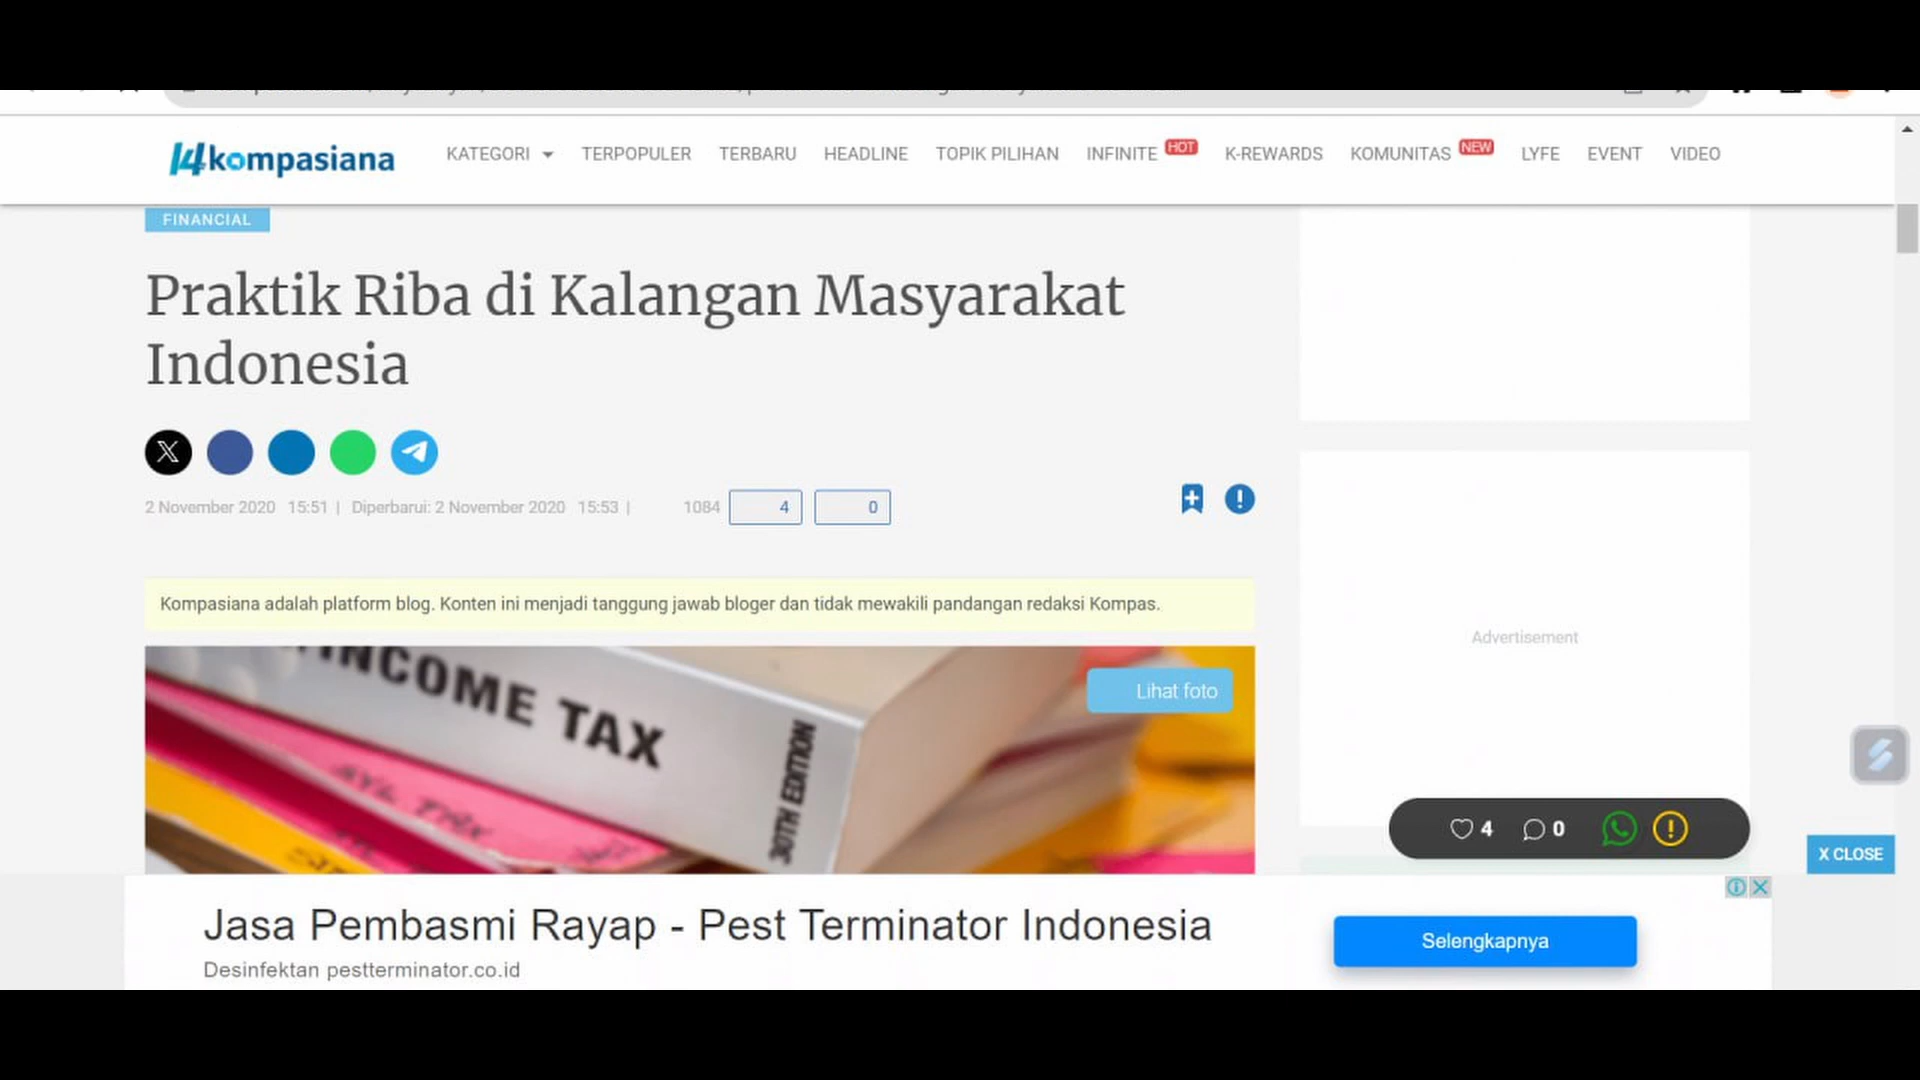 14 kompasiana
KATEGORI TERPOPULER TERBARU HEADLINE TOPIK PILIHAN INFINITE HOT K-REWARDS KOMUNITAS NEW LYFE EVENT VIDEO
FINANCIAL
Praktik Riba di Kalangan Masyarakat
Indonesia
2 November 2020 15:51 | Diperbarui: 2 November 2020 15:53 | 1084 4 0
Kompasiana adalah platform blog. Konten ini menjadi tanggung jawab bloger dan tidak mewakili pandangan redaksi Kompas.
INCOME TAX
30TH EDITION
Lihat foto
Advertisement
4 0
X CLOSE
Jasa Pembasmi Rayap - Pest Terminator Indonesia
Desinfektan pestterminator.co.id
Selengkapnya